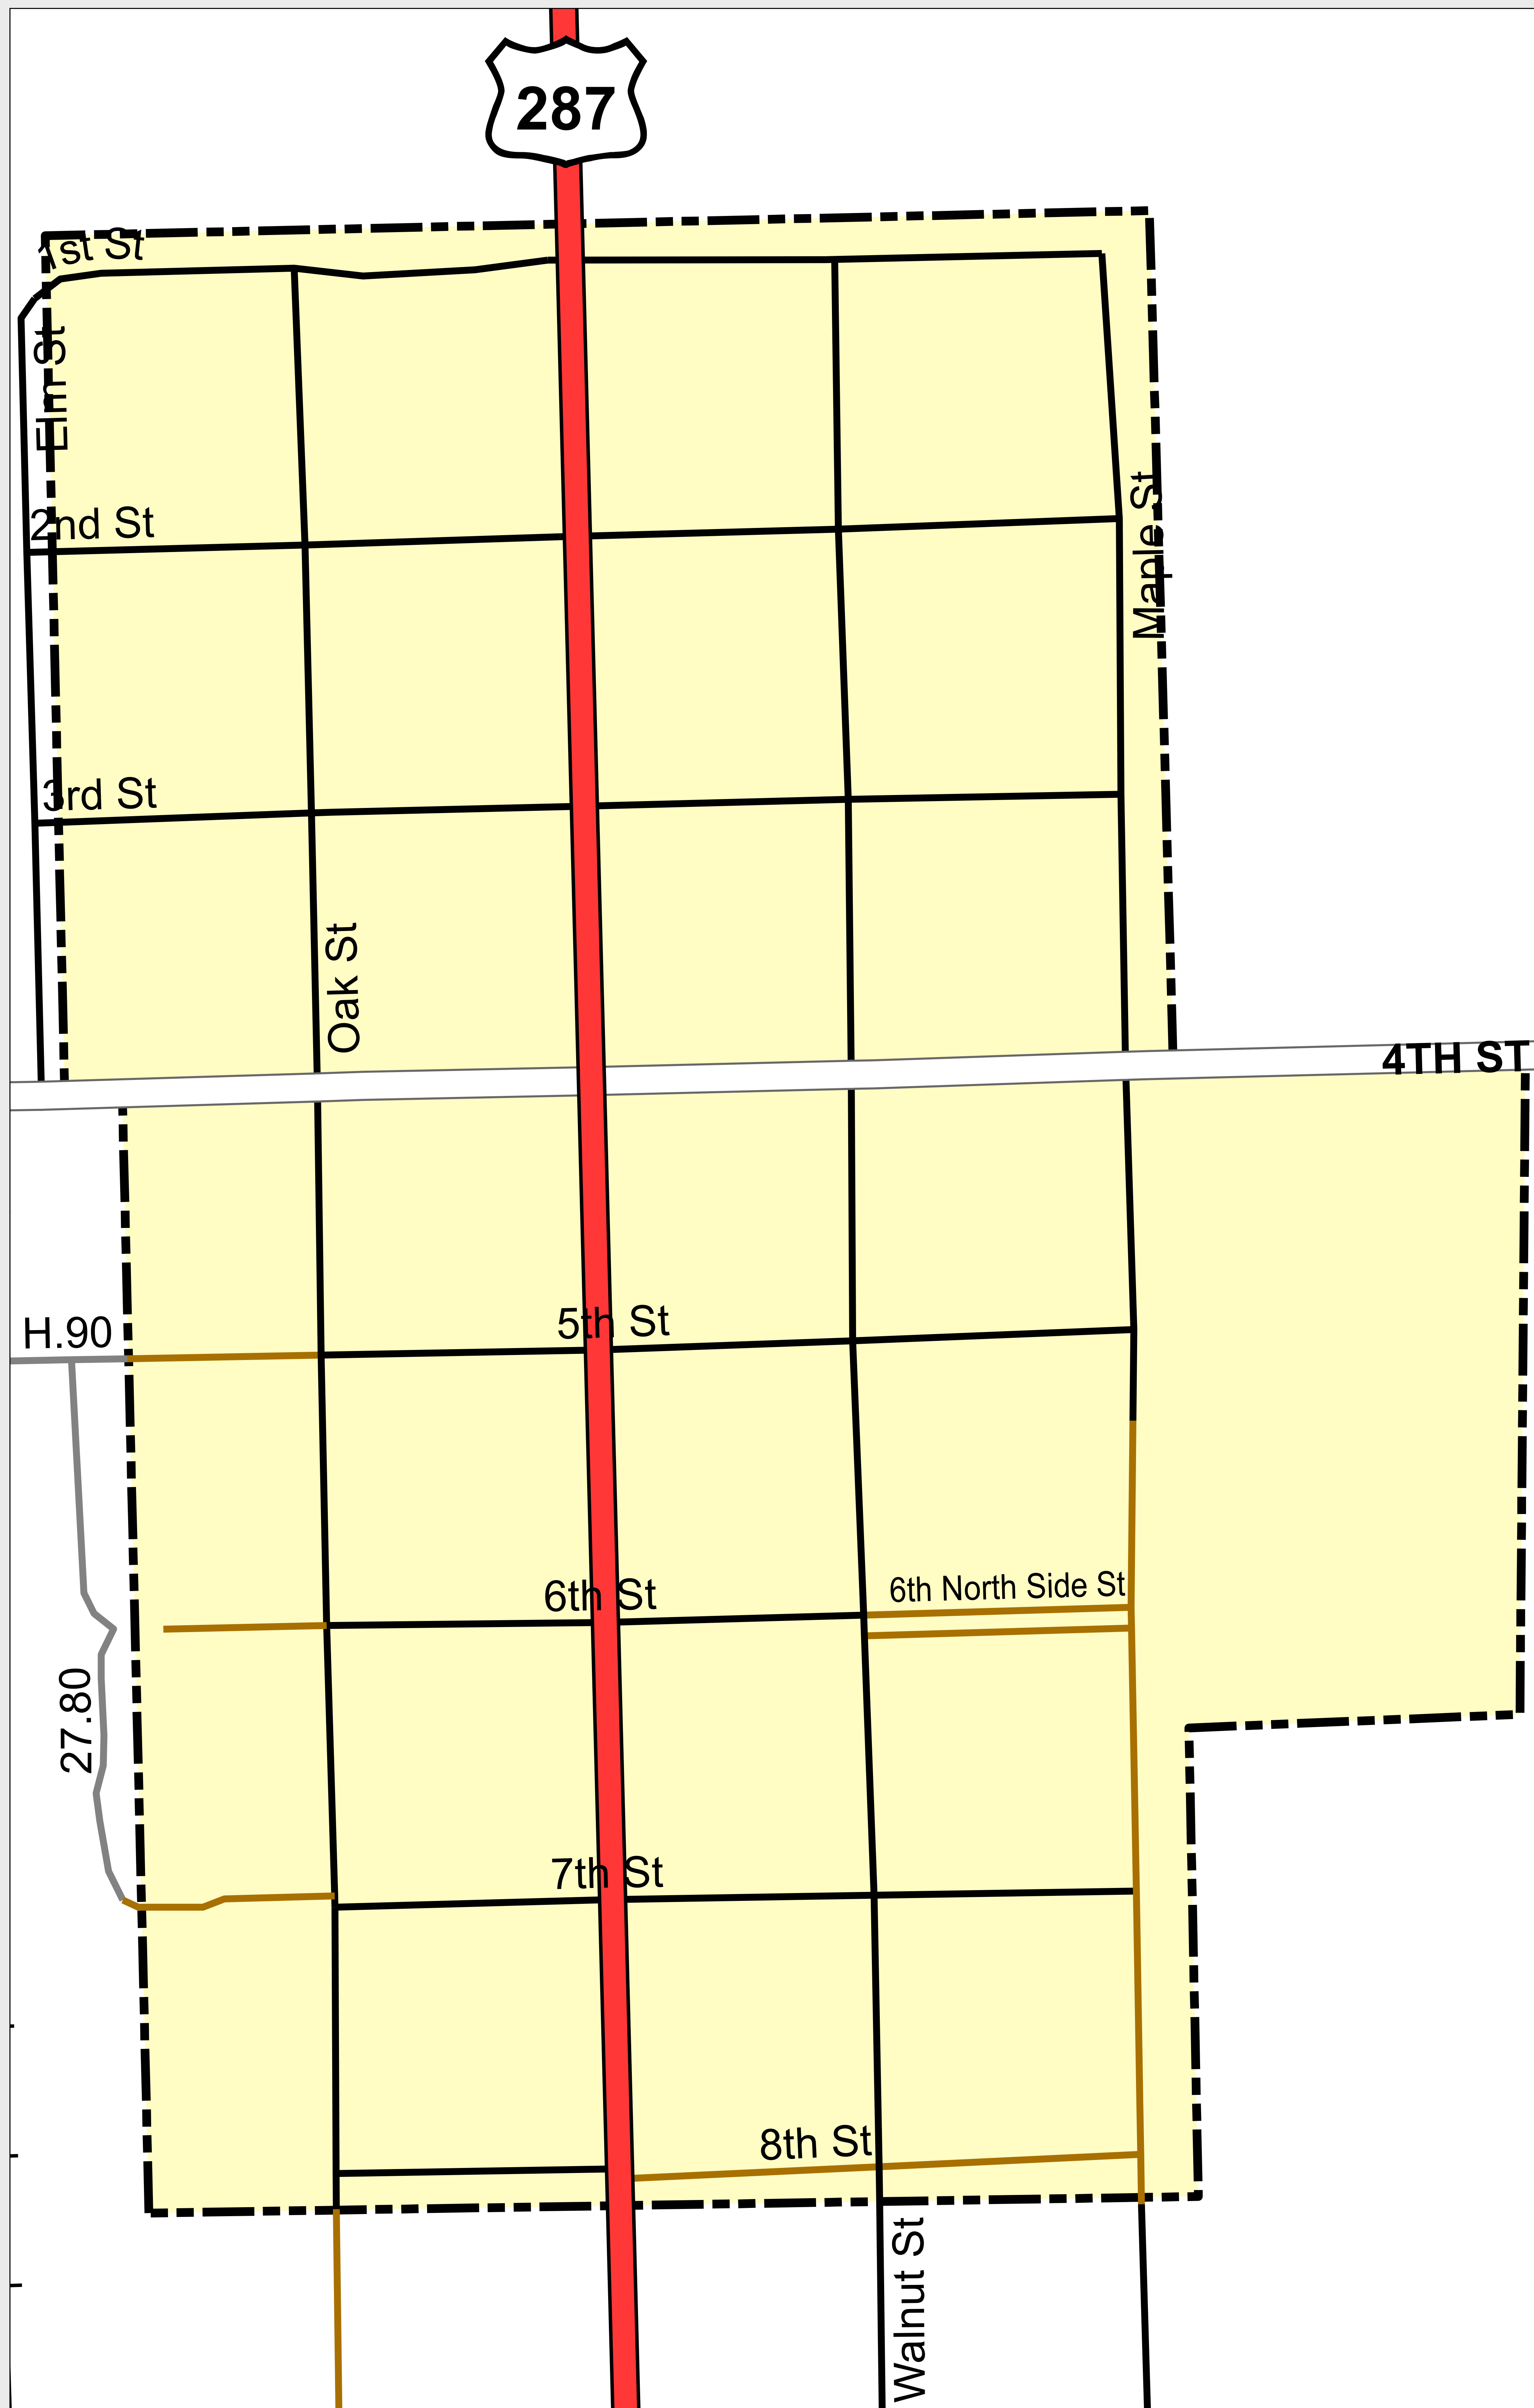 287
1st St
Elm St
2nd St
Maple St
3rd St
Oak St
4TH ST
H.90
5th St
6th St
6th North Side St
27.80
7th St
8th St
Walnut St